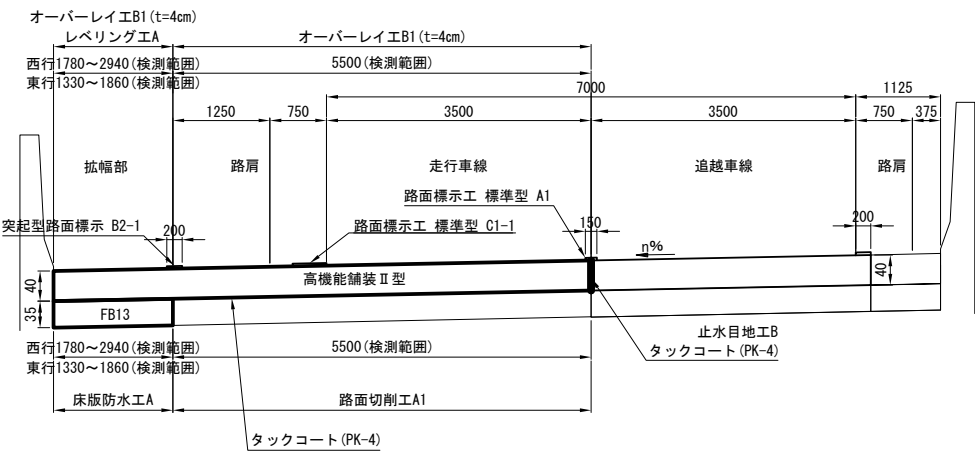 オーバーレイ工B1(t=4cm)
レベリング工A
オーバーレイ工B1(t=4cm)
西行1780～2940(検測範囲)
5500(検測範囲)
東行1330～1860(検測範囲)
7000
1125
1250
750
3500
3500
750
375
拡幅部
路肩
走行車線
追越車線
路肩
路面標示工 標準型 A1
突起型路面標示 B2-1
200
路面標示工 標準型 C1-1
150
200
n%
40
高機能舗装Ⅱ型
40
35
FB13
止水目地工B
西行1780～2940(検測範囲)
5500(検測範囲)
タックコート(PK-4)
東行1330～1860(検測範囲)
床版防水工A
路面切削工A1
タックコート(PK-4)